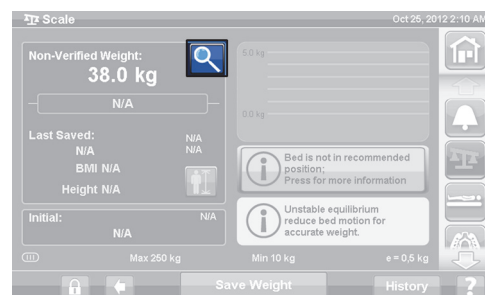 Scale
Oct 25, 2012 2:10 AM
Non-Verified Weight:
38.0 kg
N/A
Last Saved:
N/A
N/A
N/A
BMI N/A
Height N/A
Initial:
N/A
N/A
5.0 kg
0.0 kg
Bed is not in recommended
position;
Press for more information
Unstable equilibrium
reduce bed motion for
accurate weight.
Max 250 kg
Min 10 kg
e = 0,5 kg
Save Weight
History
?